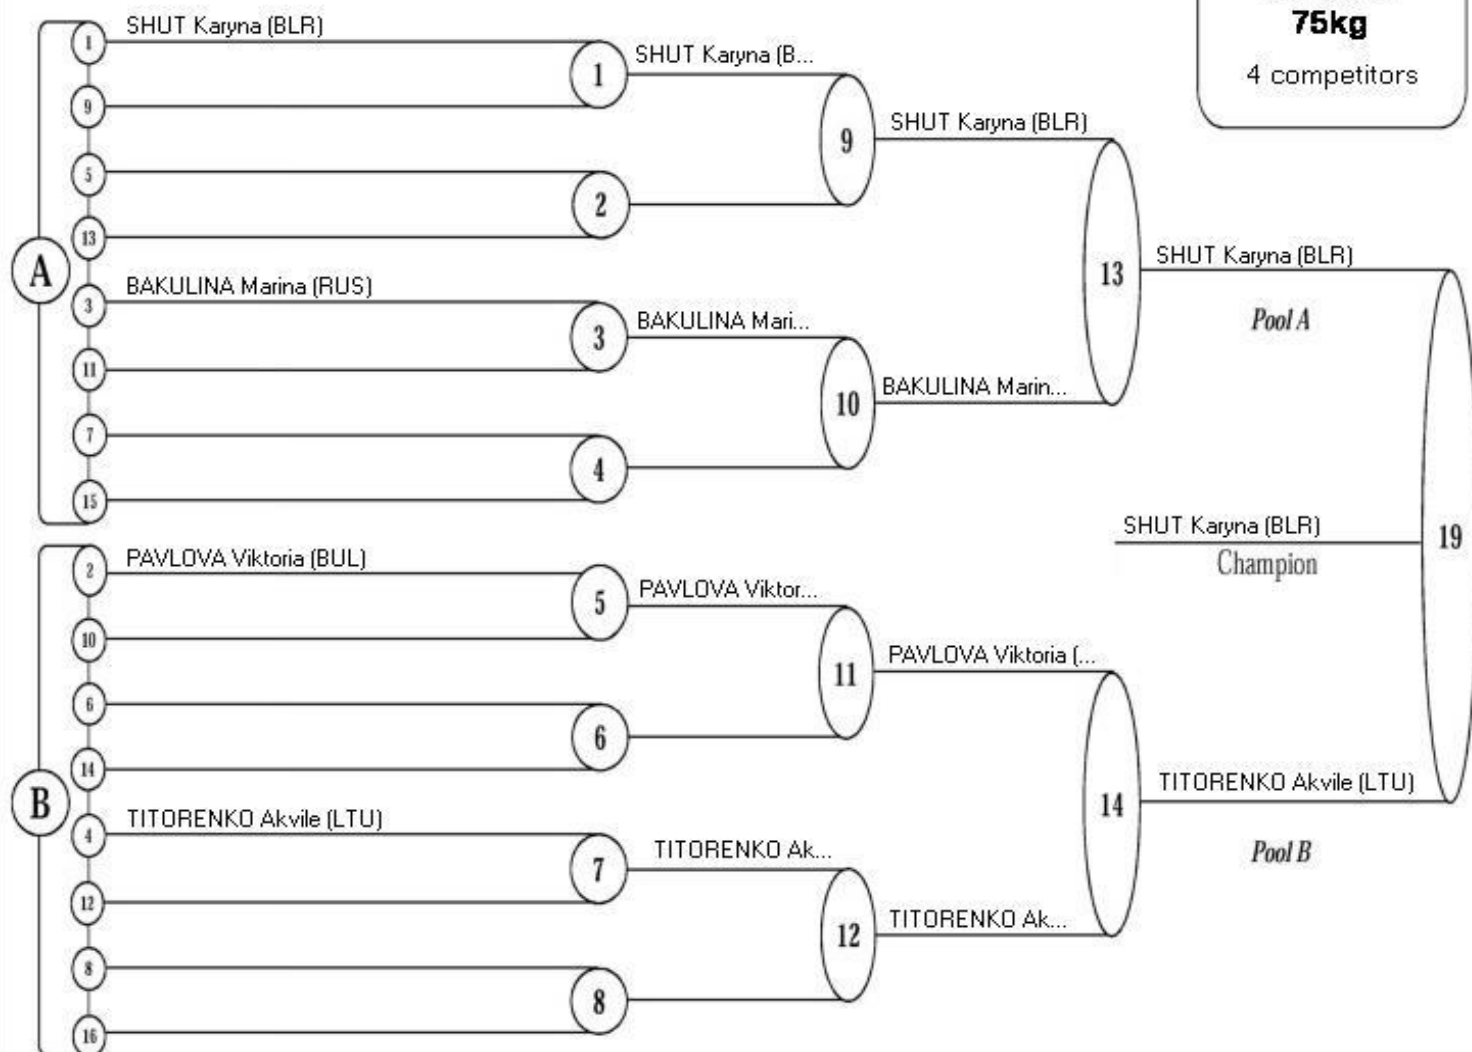 75kg
4 competitors
SHUT Karyna (BLR)
1
9
5
13
A
BAKULINA Marina (RUS)
3
11
7
15
1
SHUT Karyna (B...
2
3
BAKULINA Mari...
4
9
SHUT Karyna (BLR)
10
BAKULINA Marin...
13
SHUT Karyna (BLR)
Pool A
PAVLOVA Viktoria (BUL)
2
10
6
14
B
TITORENKO Akvile (LTU)
4
12
8
16
5
PAVLOVA Viktor...
6
7
TITORENKO Ak...
8
11
PAVLOVA Viktoria (...
12
TITORENKO Ak...
14
TITORENKO Akvile (LTU)
Pool B
SHUT Karyna (BLR)
Champion
19